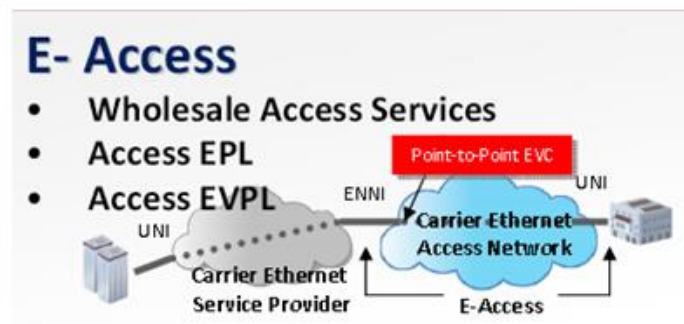 E- Access
• Wholesale Access Services
• Access EPL
• Access EVPL
Point-to-Point EVC
ENNI
UNI
UNI
Carrier Ethernet
Access Network
Carrier Ethernet
Service Provider
E-Access